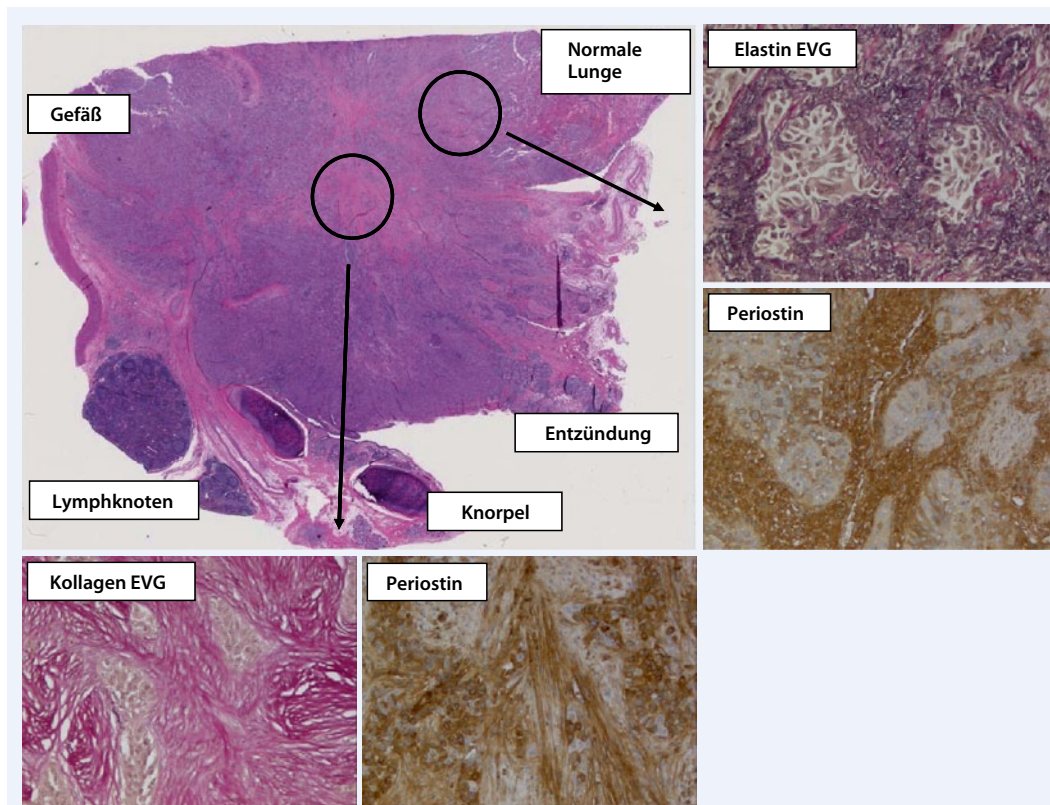 Normale
Lunge
Elastin EVG
Gefäß
Periostin
Entzündung
Lymphknoten
Knorpel
Kollagen EVG
Periostin